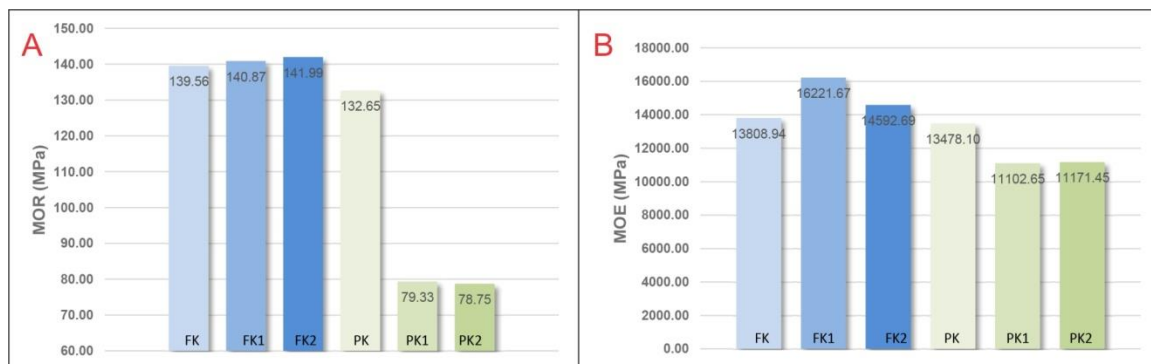 A
MOR (MPa)
150.00
140.00
130.00
120.00
110.00
100.00
90.00
80.00
70.00
60.00
139.56
140.87
141.99
132.65
79.33
78.75
FK
FK1
FK2
PK
PK1
PK2
B
MOE (MPa)
18000.00
16000.00
14000.00
12000.00
10000.00
8000.00
6000.00
4000.00
2000.00
0.00
13808.94
16221.67
14592.69
13478.10
11102.65
11171.45
FK
FK1
FK2
PK
PK1
PK2